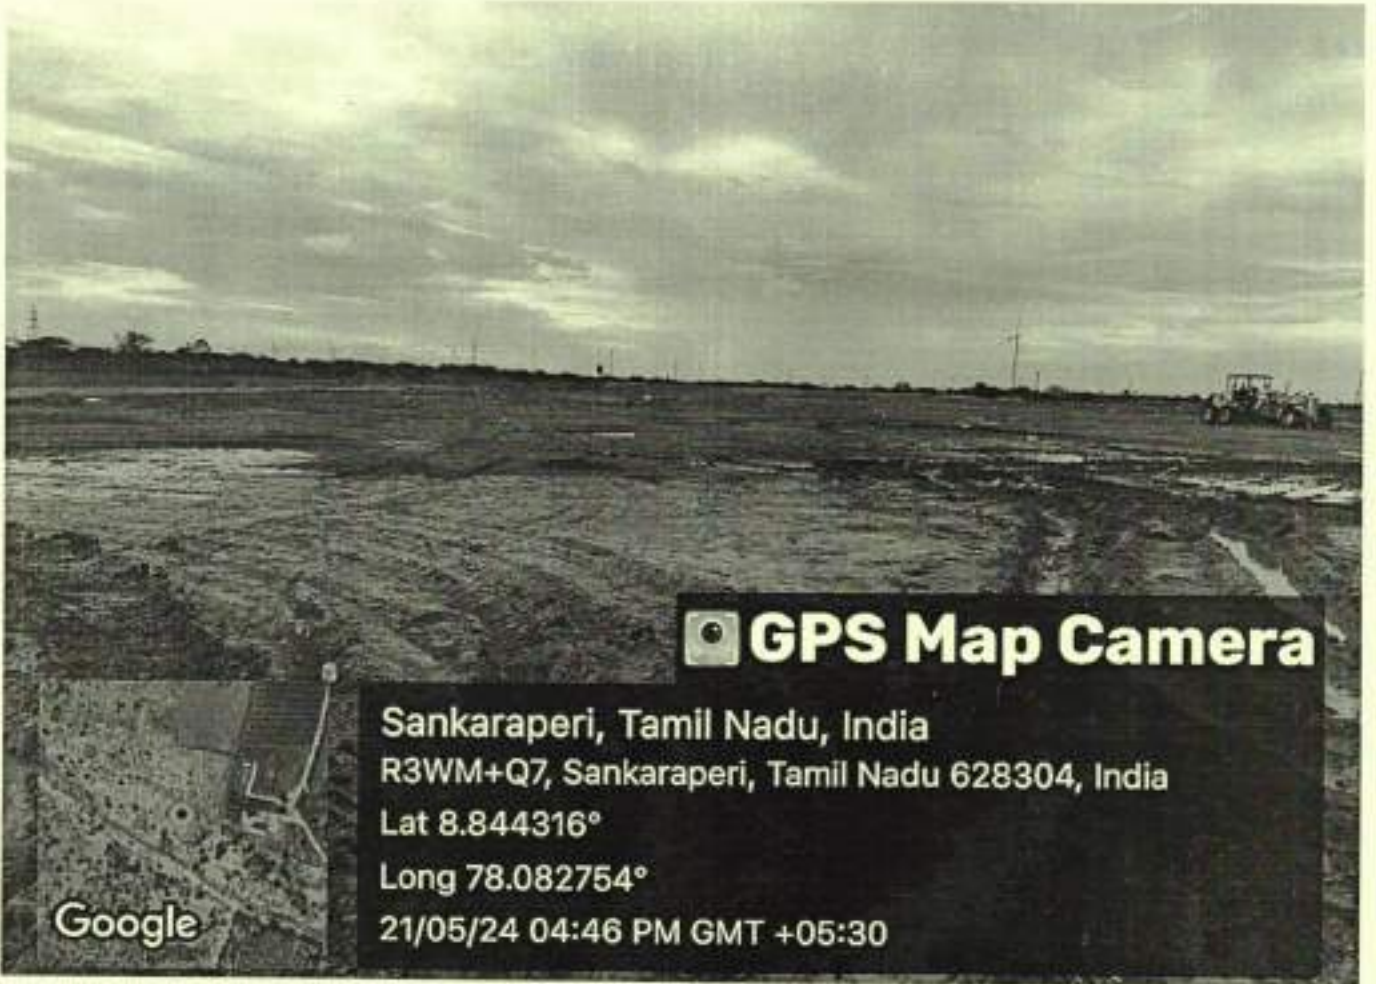 GPS Map Camera
Sankaraperi, Tamil Nadu, India
R3WM+Q7, Sankaraperi, Tamil Nadu 628304, India
Lat 8.844316°
Long 78.082754°
21/05/24 04:46 PM GMT +05:30
Google